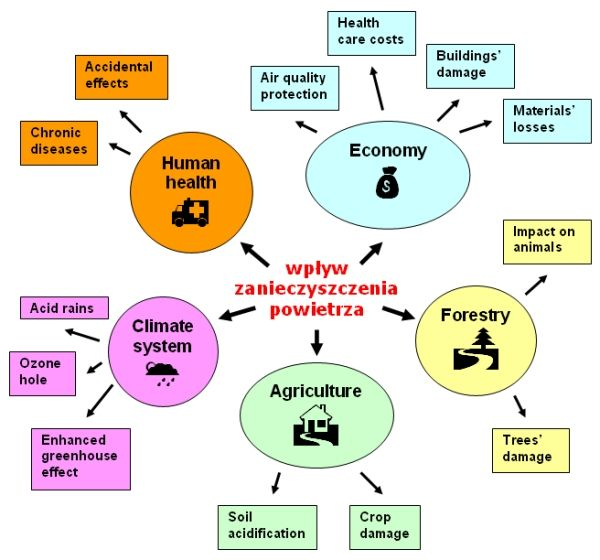 Health
care costs
Buildings'
damage
Accidental
effects
Air quality
protection
Materials'
losses
Chronic
diseases
Economy
Human
health
Impact on
animals
wpływ
zanieczyszczenia
powietrza
Acid rains
Climate
system
Forestry
Ozone
hole
Agriculture
Enhanced
greenhouse
effect
Trees'
damage
Soil
acidification
Crop
damage